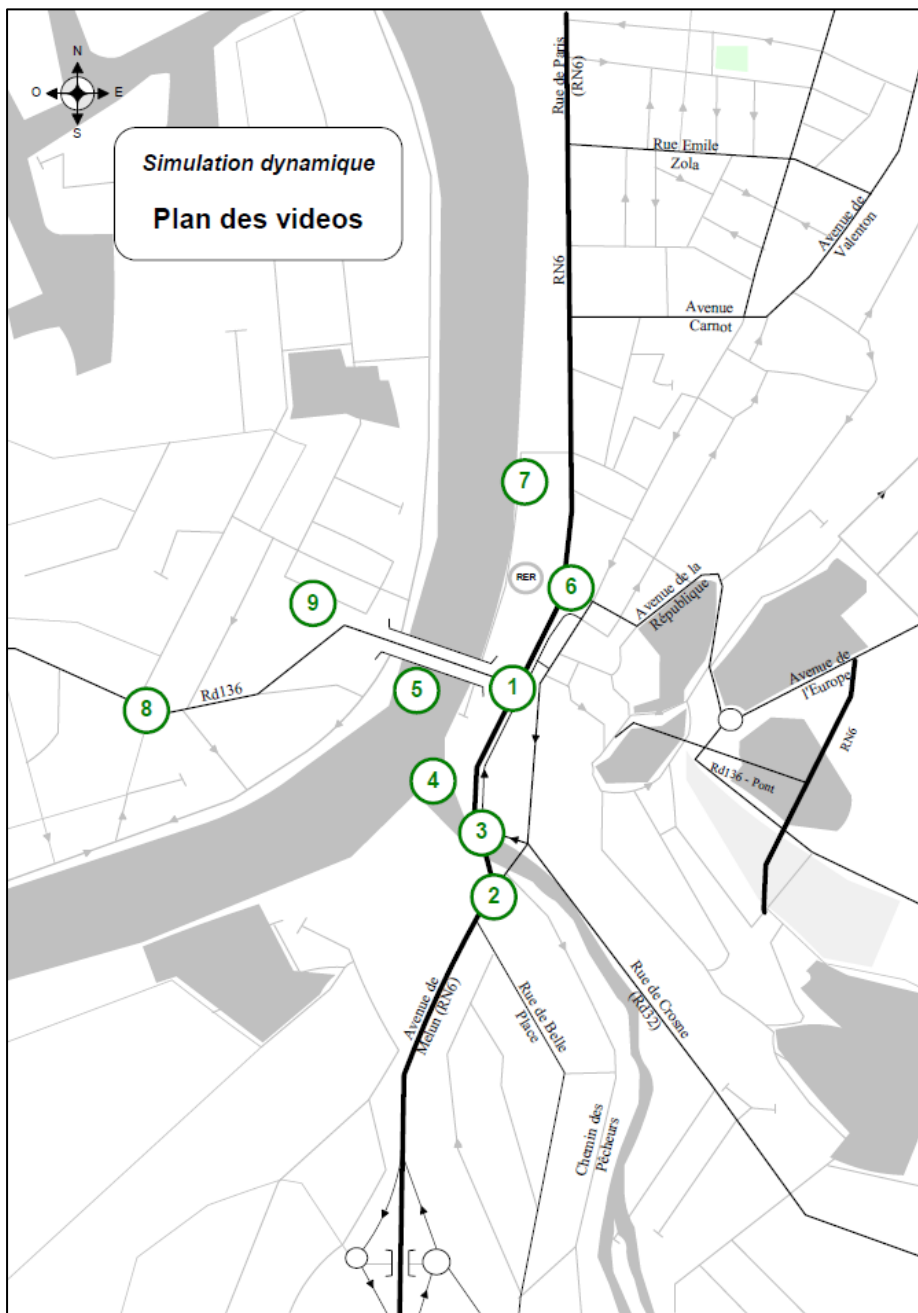 N
O
E
S
Simulation dynamique
Plan des videos
Rue de Paris
(RN6)
Rue Emile
Zola
Avenue de
Valenton
RN6
Avenue
Carnot
7
RER
6
Avenue de la
République
9
Avenue de
l'Europe
1
5
Rd136
8
RN6
Rd136 - Pont
4
3
2
Avenue de
Melun (RN6)
Rue de Belle
Place
Rue de Crosne
(Rd32)
Chemin des
Pêcheurs